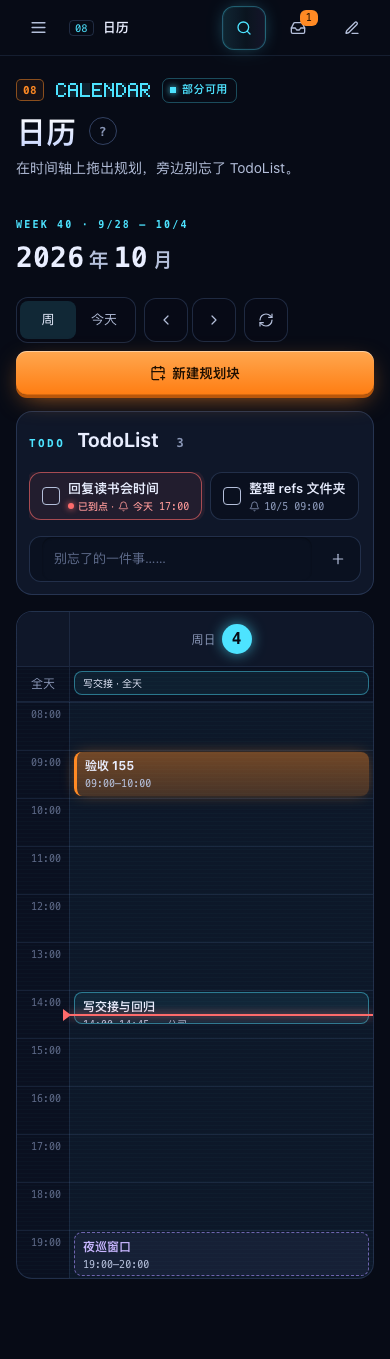 08 日历
1
08 CALENDAR 部分可用
日历 ?
在时间轴上拖出规划，旁边别忘了 TodoList。
WEEK 40 · 9/28 — 10/4
2026 年 10 月
周 今天
新建规划块
TODO TodoList 3
回复读书会时间
已到点 · 今天 17:00
整理 refs 文件夹
10/5 09:00
别忘了的一件事……
周日 4
全天 写交接 · 全天
08:00
09:00 验收 155
09:00—10:00
10:00
11:00
12:00
13:00
14:00 写交接与回归
15:00
16:00
17:00
18:00
19:00 夜巡窗口
19:00—20:00